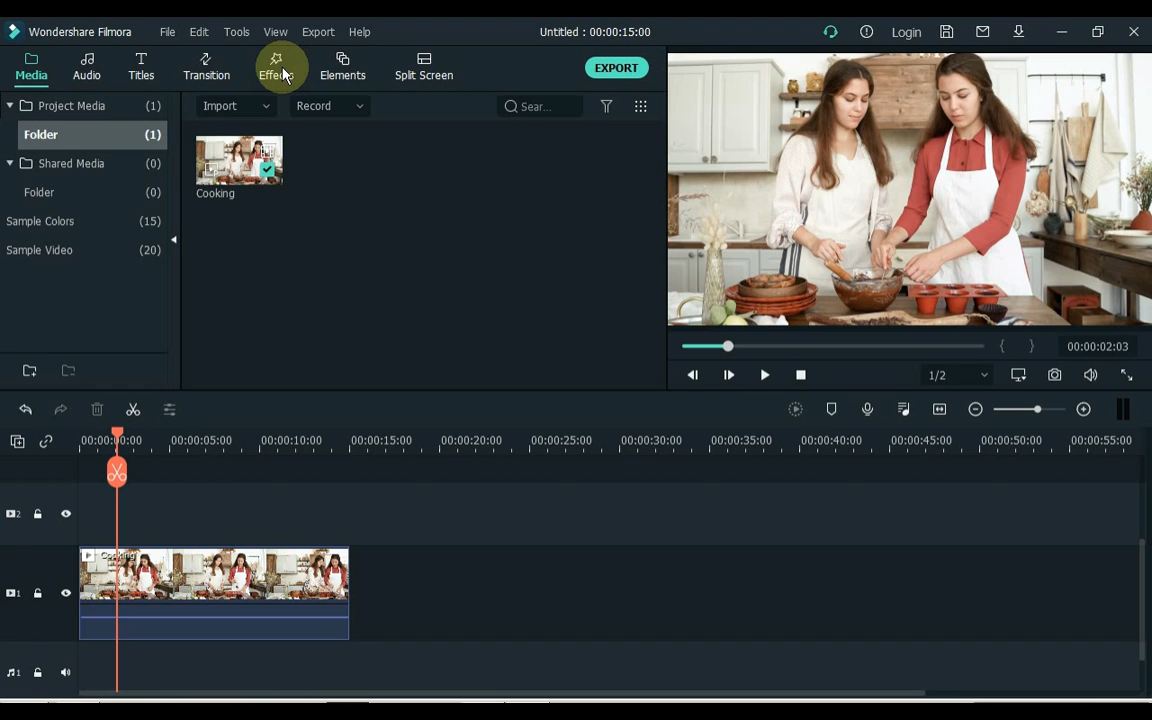 Wondershare Filmora File Edit Tools View Export Help Untitled : 00:00:15:00 Login
Media Audio Titles Transition Effects Elements Split Screen EXPORT
Project Media (1) Import Record Sear...
Folder (1)
Shared Media (0)
Folder (0) Cooking
Sample Colors (15)
Sample Video (20)
{ } 00:00:02:03
1/2
00:00:00:00 00:00:05:00 00:00:10:00 00:00:15:00 00:00:20:00 00:00:25:00 00:00:30:00 00:00:35:00 00:00:40:00 00:00:45:00 00:00:50:00 00:00:55:00
2
Cooking
1
1